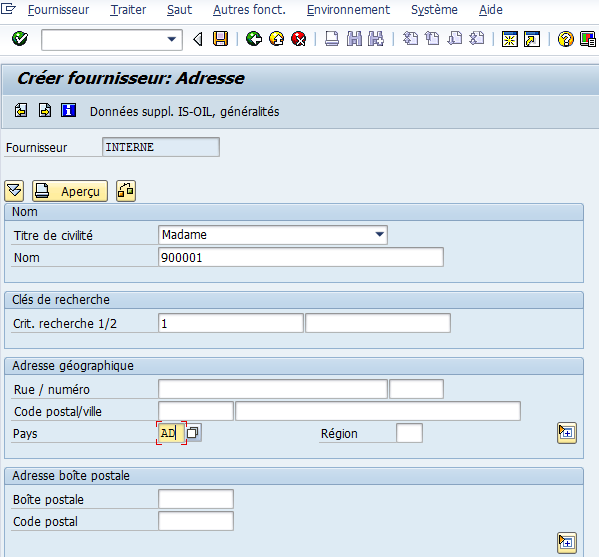 Fournisseur Traiter Saut Autres fonct. Environnement Système Aide
Créer fournisseur: Adresse
Données suppl. IS-OIL, généralités
Fournisseur INTERNE
Aperçu
Nom
Titre de civilité Madame
Nom 900001
Clés de recherche
Crit. recherche 1/2 1
Adresse géographique
Rue / numéro
Code postal/ville
Pays AD Région
Adresse boîte postale
Boîte postale
Code postal